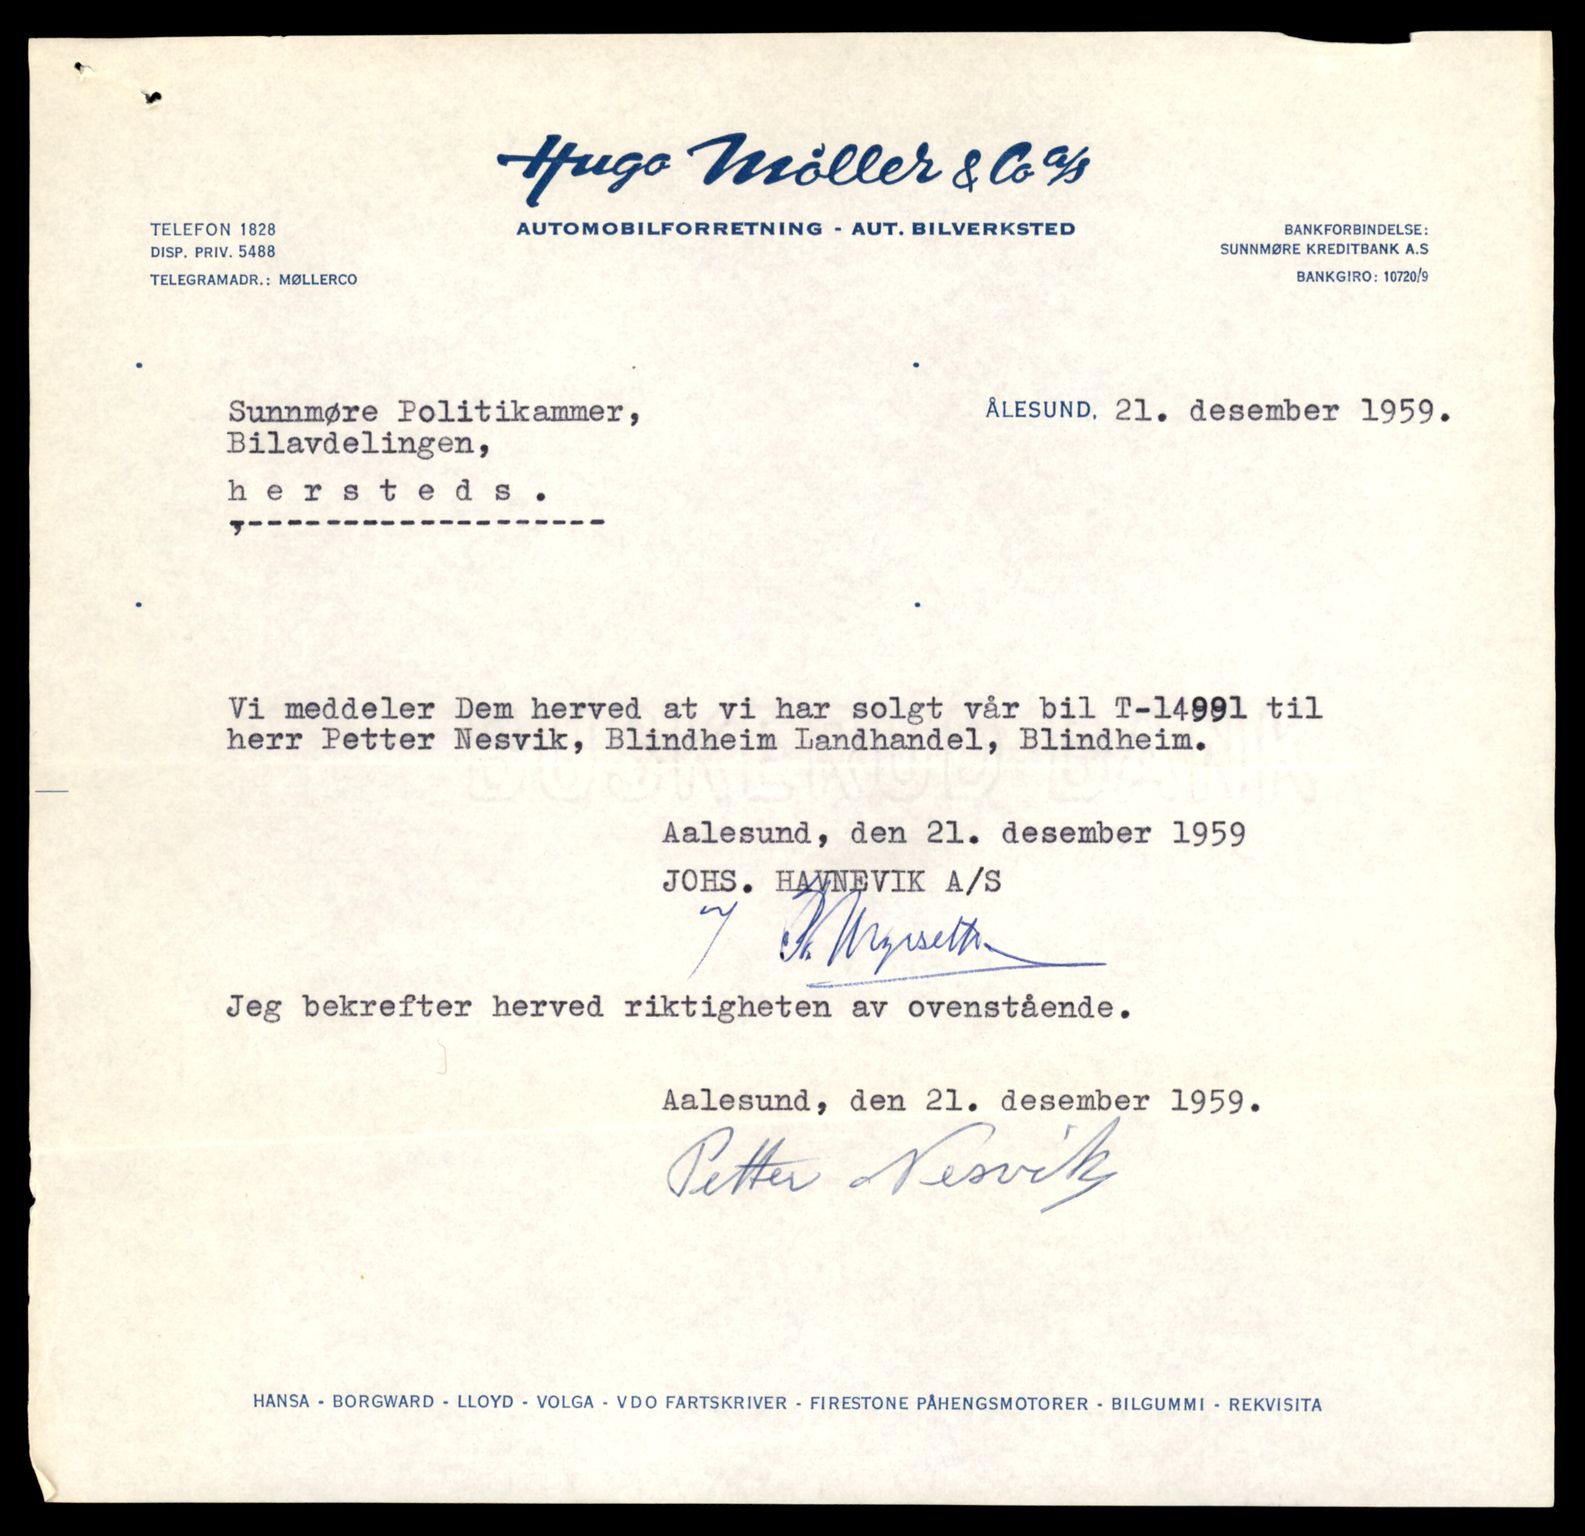 Hugo Möller & Co a/s
AUTOMOBILFORRETNING - AUT. BILVERKSTED
TELEFON 1828
DISP. PRIV. 5488
TELEGRAMADR.: MØLLERCO
BANKFORBINDELSE:
SUNNMØRE KREDITBANK A.S
BANKGIRO: 10720/9
Sunnmøre Politikammer,
Bilavdelingen,
h e r s t e d s .
ÅLESUND, 21. desember 1959.
Vi meddeler Dem herved at vi har solgt vår bil T-14991 til
herr Petter Nesvik, Blindheim Landhandel, Blindheim.
Aalesund, den 21. desember 1959
JOHS. HAVNEVIK A/S
Jeg bekrefter herved riktigheten av ovenstående.
Aalesund, den 21. desember 1959.
Petter Nesvik
HANSA - BORGWARD - LLOYD - VOLGA - VDO FARTSKRIVER - FIRESTONE PÅHENGSMOTORER - BILGUMMI - REKVISITA